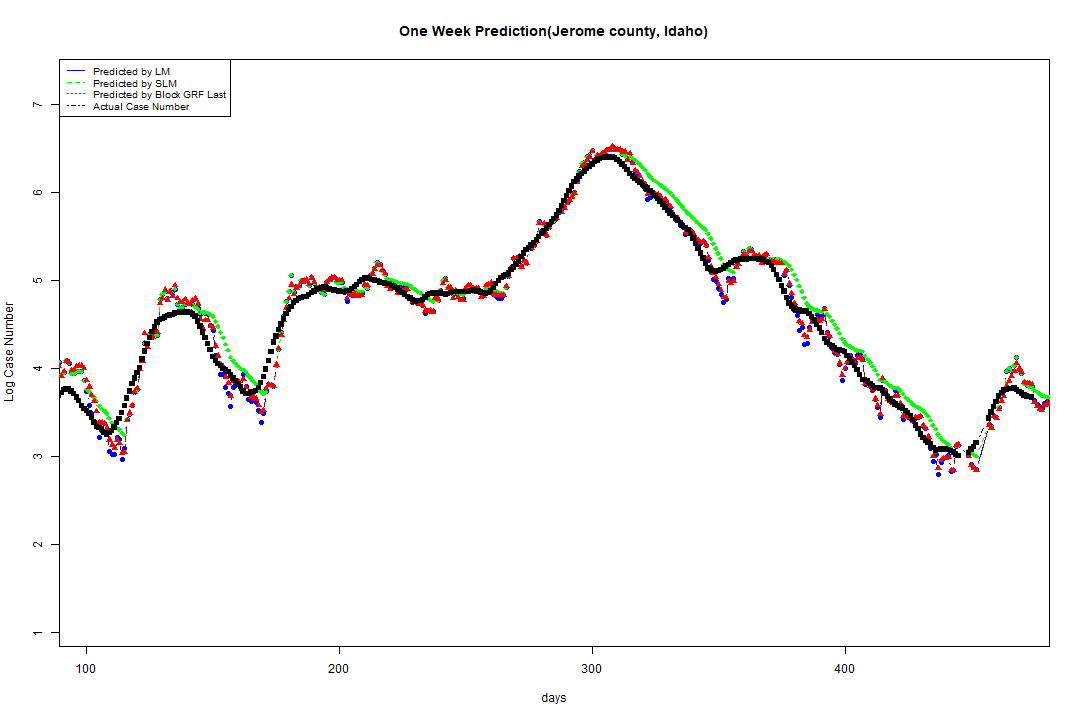 One Week Prediction(Jerome county, Idaho)
Predicted by LM
Predicted by SLM
Predicted by Block GRF Last
Actual Case Number
7
6
5
4
3
2
1
Log Case Number
100 200 300 400
days